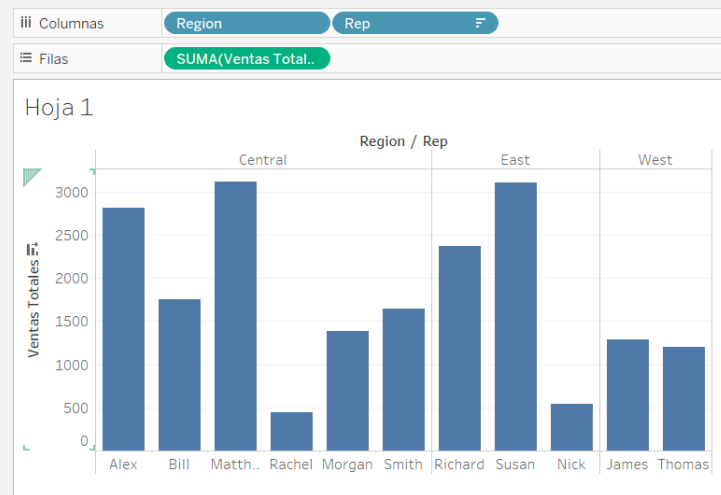 Columnas Region Rep
Filas SUMA(Ventas Total..
Hoja 1
Region / Rep
Central East West
Ventas Totales
3000
2500
2000
1500
1000
500
0
Alex Bill Matth.. Rachel Morgan Smith Richard Susan Nick James Thomas